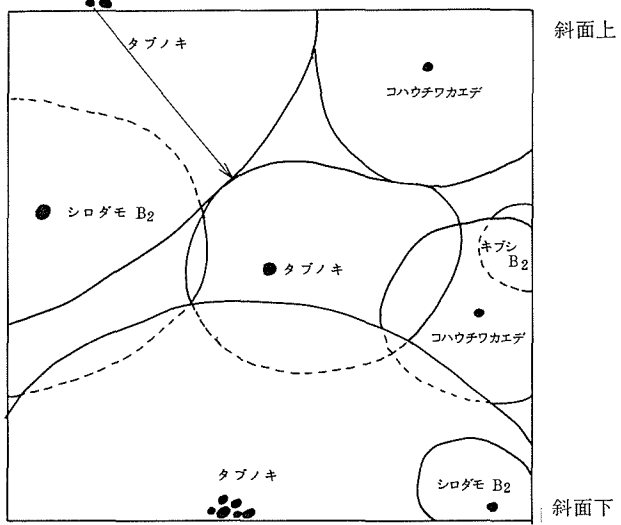 斜面上
タブノキ
コハウチワカエデ
シロダモ B2
キブシ
B2
タブノキ
コハウチワカエデ
タブノキ
シロダモ B2
斜面下